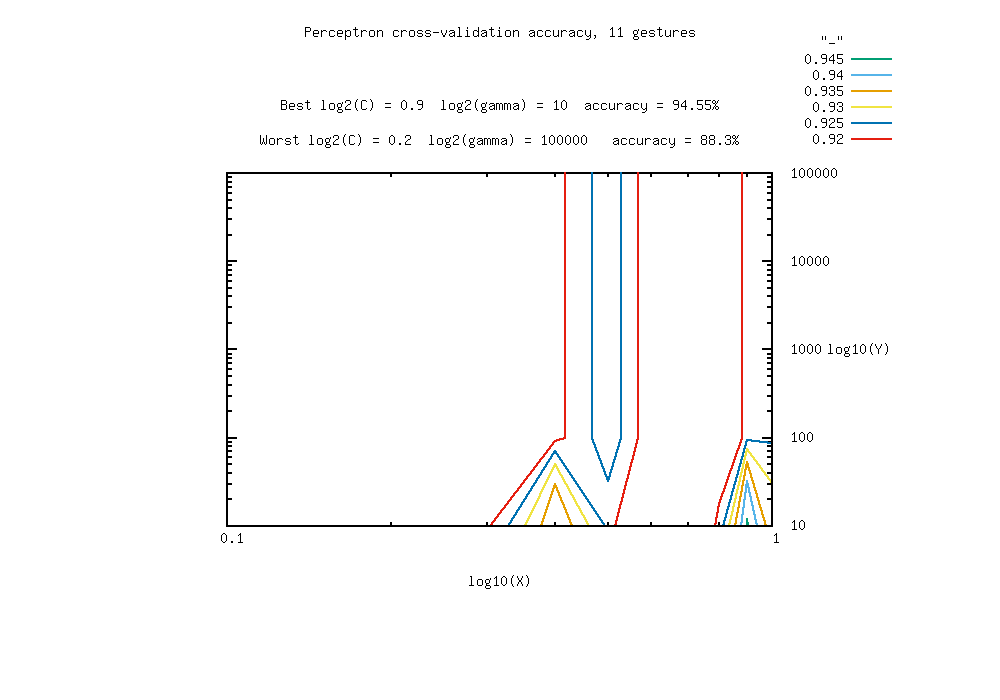 Perceptron cross-validation accuracy, 11 gestures
"_"
0.945
0.94
0.935
0.93
0.925
0.92
Best log2(C) = 0.9  log2(gamma) = 10  accuracy = 94.55%
Worst log2(C) = 0.2  log2(gamma) = 100000   accuracy = 88.3%
100000
10000
1000
log10(Y)
100
10
0.1
1
log10(X)